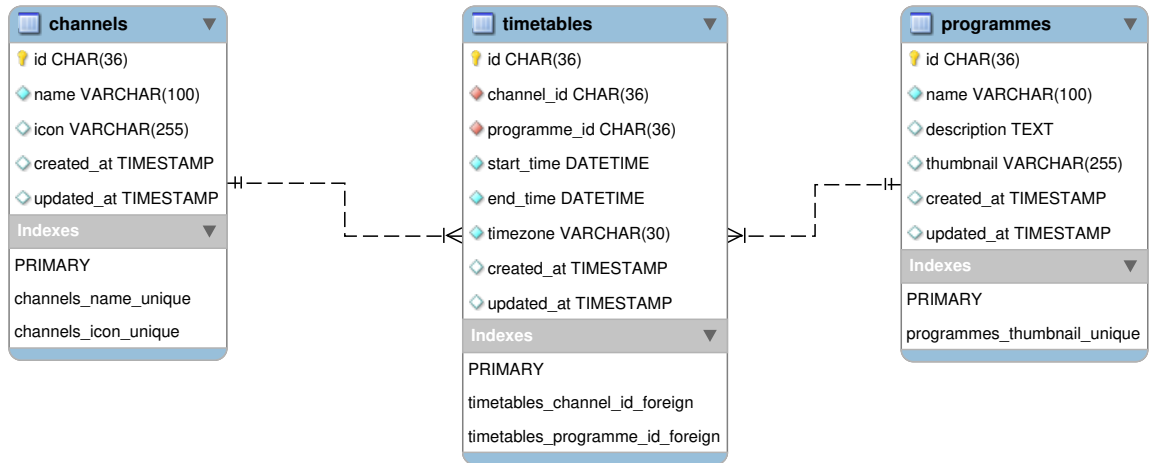 channels
id CHAR(36)
name VARCHAR(100)
icon VARCHAR(255)
created_at TIMESTAMP
updated_at TIMESTAMP
Indexes
PRIMARY
channels_name_unique
channels_icon_unique
timetables
id CHAR(36)
channel_id CHAR(36)
programme_id CHAR(36)
start_time DATETIME
end_time DATETIME
timezone VARCHAR(30)
created_at TIMESTAMP
updated_at TIMESTAMP
Indexes
PRIMARY
timetables_channel_id_foreign
timetables_programme_id_foreign
programmes
id CHAR(36)
name VARCHAR(100)
description TEXT
thumbnail VARCHAR(255)
created_at TIMESTAMP
updated_at TIMESTAMP
Indexes
PRIMARY
programmes_thumbnail_unique